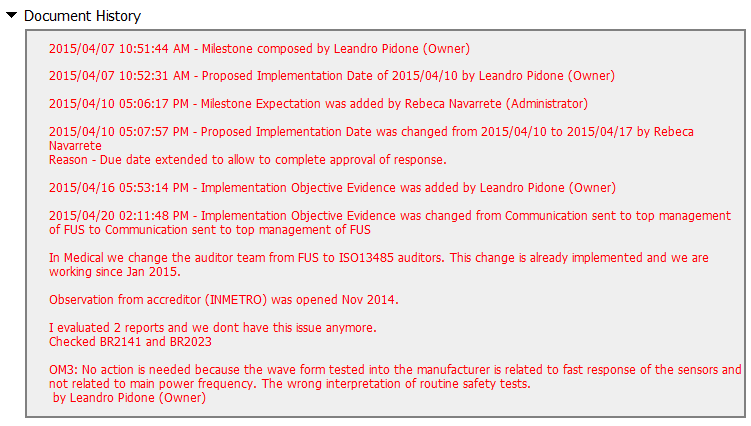 Document History
2015/04/07 10:51:44 AM - Milestone composed by Leandro Pidone (Owner)
2015/04/07 10:52:31 AM - Proposed Implementation Date of 2015/04/10 by Leandro Pidone (Owner)
2015/04/10 05:06:17 PM - Milestone Expectation was added by Rebeca Navarrete (Administrator)
2015/04/10 05:07:57 PM - Proposed Implementation Date was changed from 2015/04/10 to 2015/04/17 by Rebeca
Navarrete
Reason - Due date extended to allow to complete approval of response.
2015/04/16 05:53:14 PM - Implementation Objective Evidence was added by Leandro Pidone (Owner)
2015/04/20 02:11:48 PM - Implementation Objective Evidence was changed from Communication sent to top management
of FUS to Communication sent to top management of FUS
In Medical we change the auditor team from FUS to ISO13485 auditors. This change is already implemented and we are
working since Jan 2015.
Observation from accreditor (INMETRO) was opened Nov 2014.
I evaluated 2 reports and we dont have this issue anymore.
Checked BR2141 and BR2023
OM3: No action is needed because the wave form tested into the manufacturer is related to fast response of the sensors and
not related to main power frequency. The wrong interpretation of routine safety tests.
by Leandro Pidone (Owner)